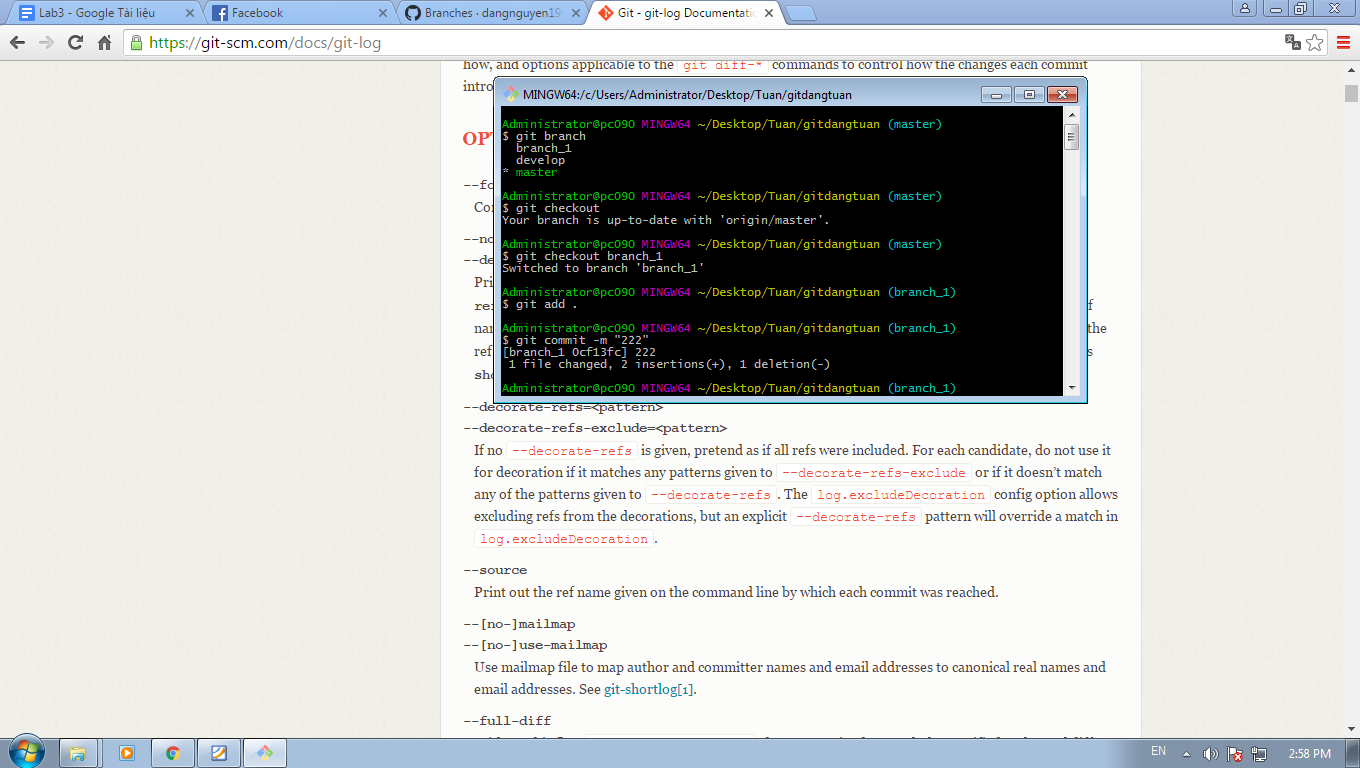 Lab3 - Google Tài liệu
Facebook
Branches · dangnguyen19
Git - git-log Documentatio
https://git-scm.com/docs/git-log
how, and options applicable to the git diff-* commands to control how the changes each commit
intro
MINGW64:/c/Users/Administrator/Desktop/Tuan/gitdangtuan
Administrator@pc090 MINGW64 ~/Desktop/Tuan/gitdangtuan (master)
$ git branch
branch_1
develop
* master
Administrator@pc090 MINGW64 ~/Desktop/Tuan/gitdangtuan (master)
$ git checkout
Your branch is up-to-date with 'origin/master'.
Administrator@pc090 MINGW64 ~/Desktop/Tuan/gitdangtuan (master)
$ git checkout branch_1
Switched to branch 'branch_1'
Administrator@pc090 MINGW64 ~/Desktop/Tuan/gitdangtuan (branch_1)
$ git add .
Administrator@pc090 MINGW64 ~/Desktop/Tuan/gitdangtuan (branch_1)
$ git commit -m "222"
[branch_1 0cf13fc] 222
1 file changed, 2 insertions(+), 1 deletion(-)
Administrator@pc090 MINGW64 ~/Desktop/Tuan/gitdangtuan (branch_1)
OPT
--fo
Co
--no
--de
Pri
ref f
nar the
ref s
sho
--decorate-refs=<pattern>
--decorate-refs-exclude=<pattern>
If no --decorate-refs is given, pretend as if all refs were included. For each candidate, do not use it
for decoration if it matches any patterns given to --decorate-refs-exclude or if it doesn't match
any of the patterns given to --decorate-refs. The log.excludeDecoration config option allows
excluding refs from the decorations, but an explicit --decorate-refs pattern will override a match in
log.excludeDecoration.
--source
Print out the ref name given on the command line by which each commit was reached.
--[no-]mailmap
--[no-]use-mailmap
Use mailmap file to map author and committer names and email addresses to canonical real names and
email addresses. See git-shortlog[1].
--full-diff
EN
2:58 PM